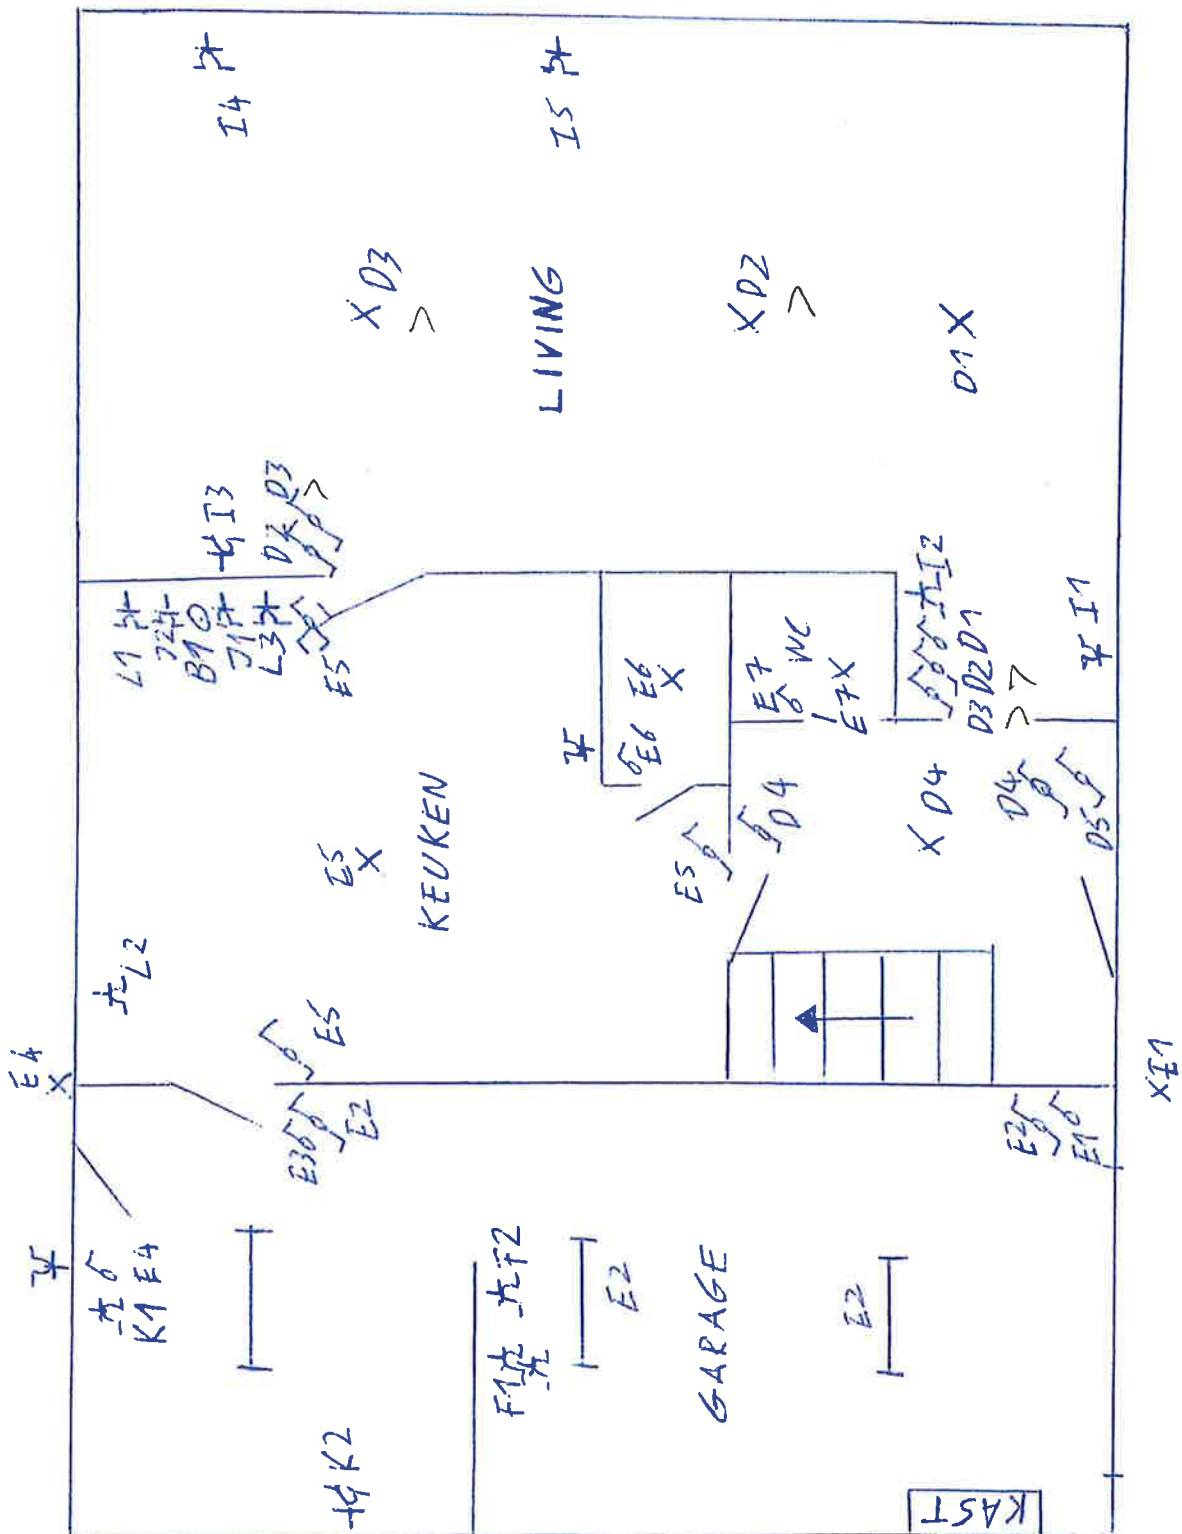 I4
I5
X D3
>
LIVING
X D2
>
D1 X
I3
D2 D3
>
L1
J2
B1
J1
L3
E5
E6
X
E6
E7
WC
E7X
I2
D3 D2 D1
> >
I1
E5
X
KEUKEN
E5
D4
X D4
D4
D5
L2
E4
X
E5
E3
E2
E2
E1
XE1
E4
K1
F1
F2
E2
GARAGE
E2
K2
KAST